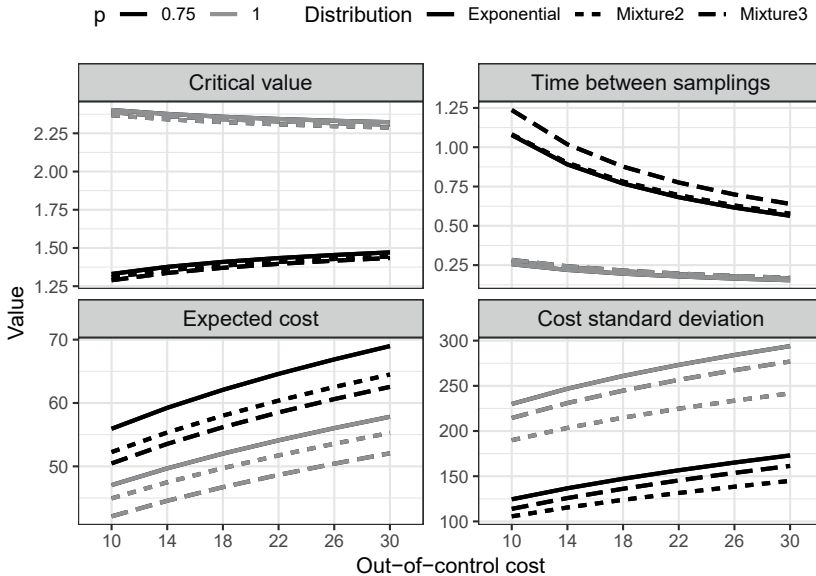 p 0.75 1 Distribution Exponential Mixture2 Mixture3
Critical value
Time between samplings
2.25
2.00
1.75
1.50
1.25
1.25
1.00
0.75
0.50
0.25
Expected cost
Cost standard deviation
70
60
50
300
250
200
150
100
10 14 18 22 26 30
10 14 18 22 26 30
Value
Out−of−control cost